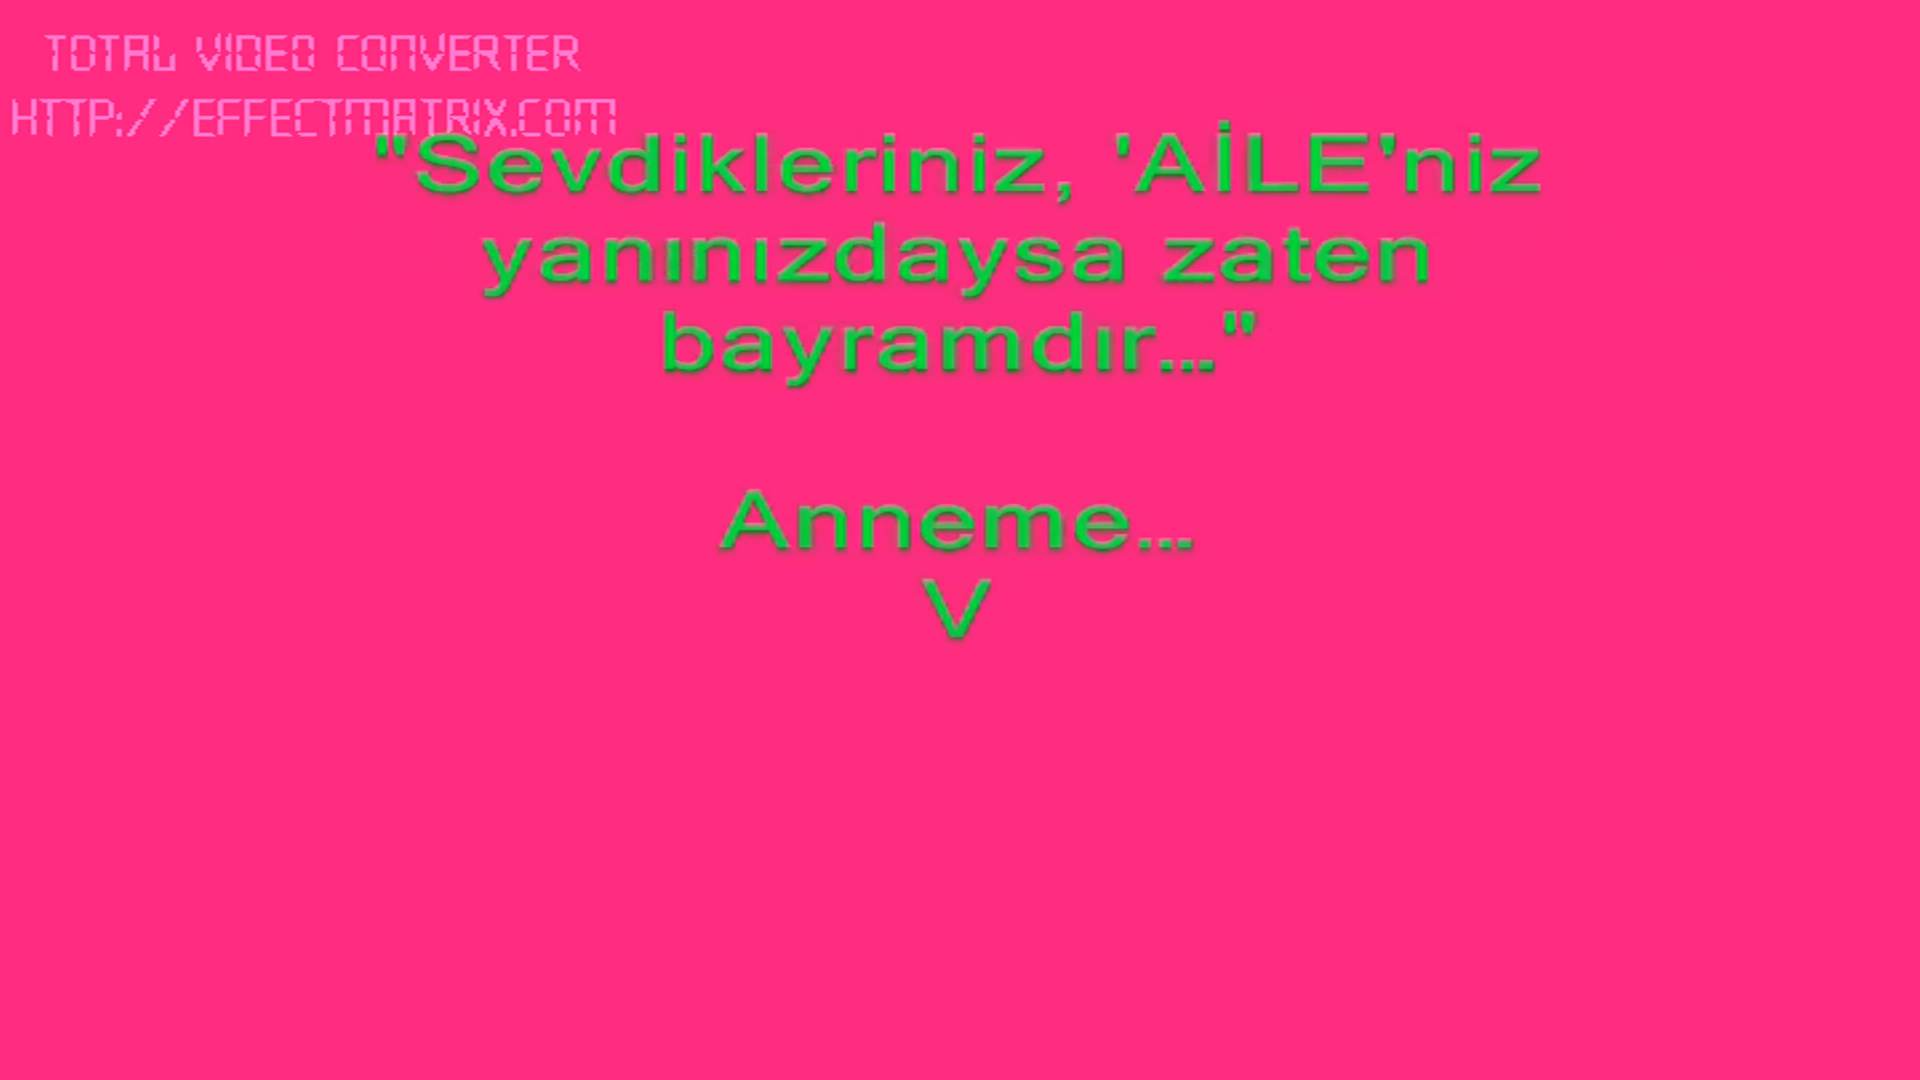 TOTAL VIDEO CONVERTER
HTTP://EFFECTMATRIX.COM
"Sevdikleriniz, 'AİLE'niz
yanınızdaysa zaten
bayramdır..."
Anneme...
V